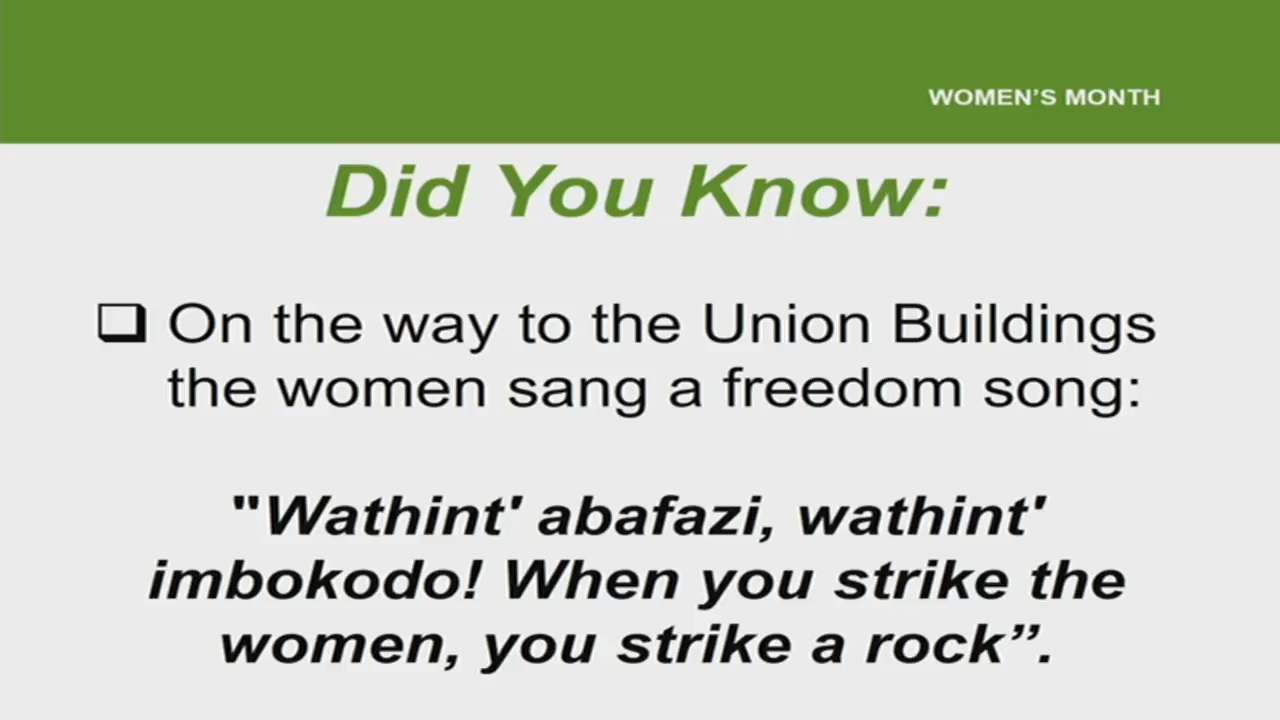 WOMEN'S MONTH
Did You Know:
❑ On the way to the Union Buildings
the women sang a freedom song:
"Wathint' abafazi, wathint'
imbokodo! When you strike the
women, you strike a rock”.